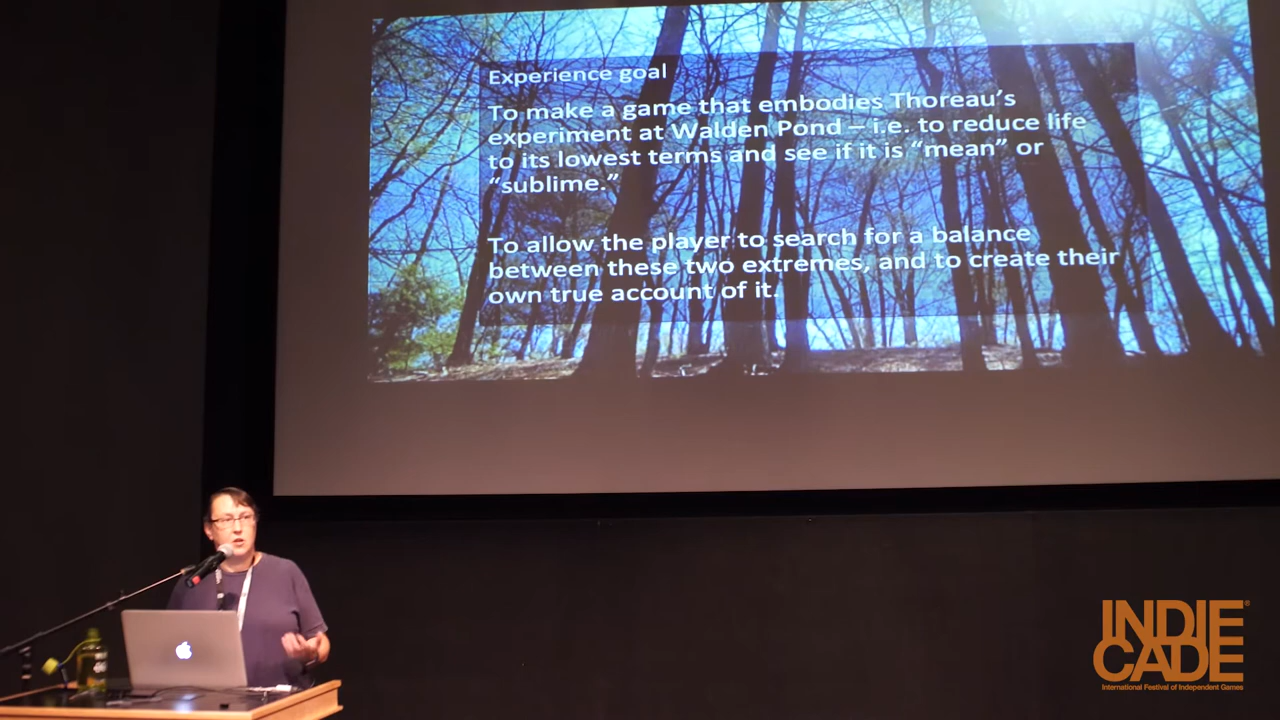 Experience goal
To make a game that embodies Thoreau's
experiment at Walden Pond – i.e. to reduce life
to its lowest terms and see if it is “mean” or
“sublime.”
To allow the player to search for a balance
between these two extremes, and to create their
own true account of it.
INDIE
CADE
International Festival of Independent Games